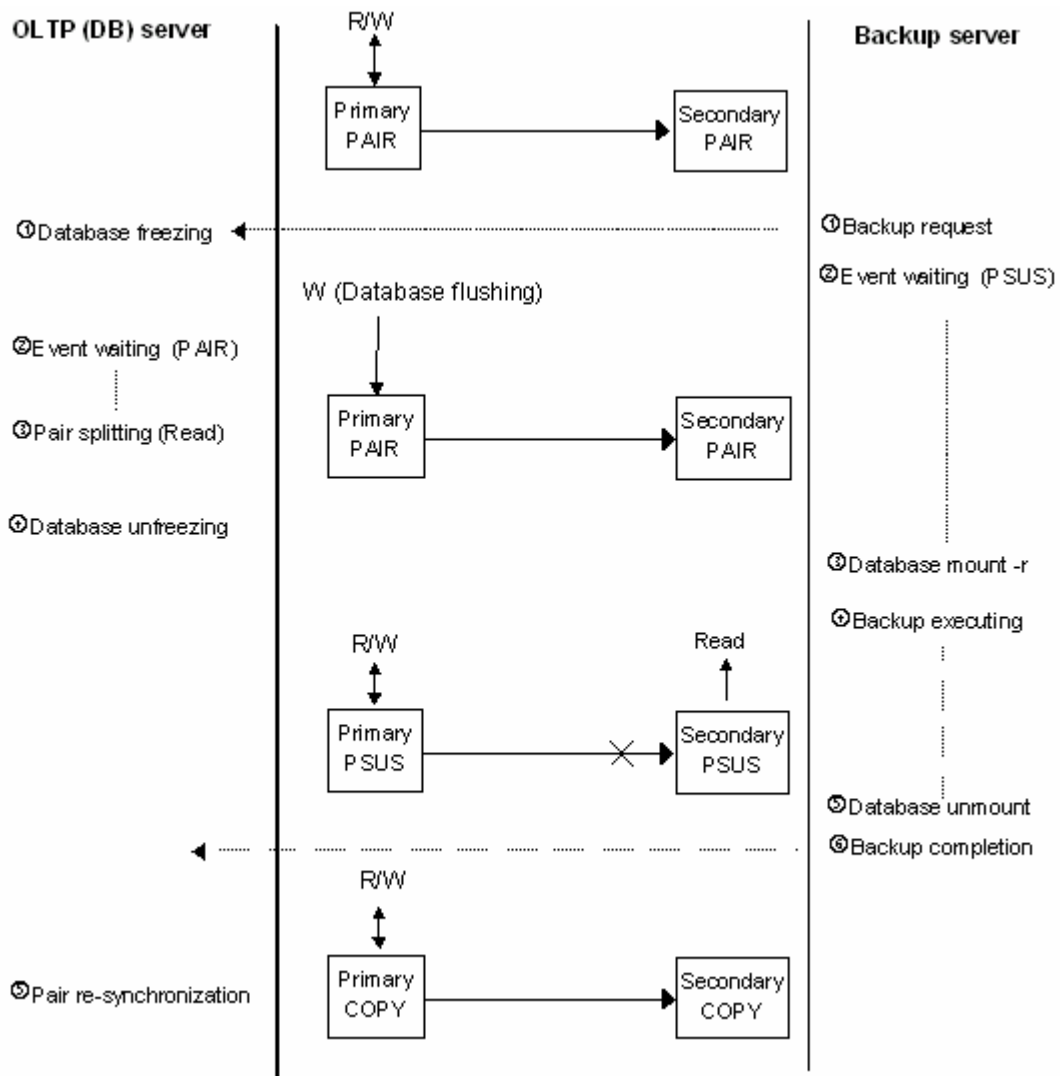 OLTP (DB) server
R/W
Backup server
Primary
PAIR
Secondary
PAIR
①Database freezing
①Backup request
②Event waiting (PSUS)
W (Database flushing)
②Event waiting (PAIR)
Primary
PAIR
Secondary
PAIR
③Pair splitting (Read)
④Database unfreezing
③Database mount -r
④Backup executing
R/W
Read
Primary
PSUS
Secondary
PSUS
⑤Database unmount
⑥Backup completion
R/W
Primary
COPY
Secondary
COPY
⑤Pair re-synchronization